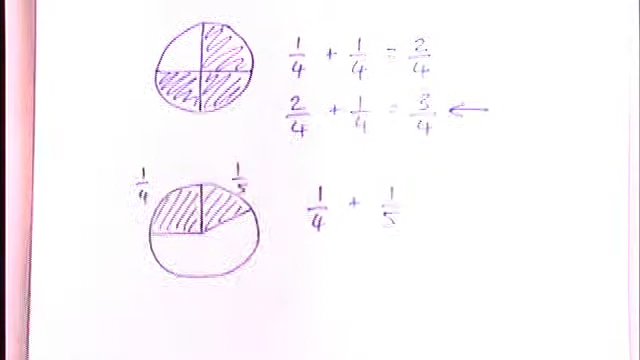 1/4 + 1/4 = 2/4
2/4 + 1/4 = 3/4 ←
1/4 1/5
1/4 + 1/5